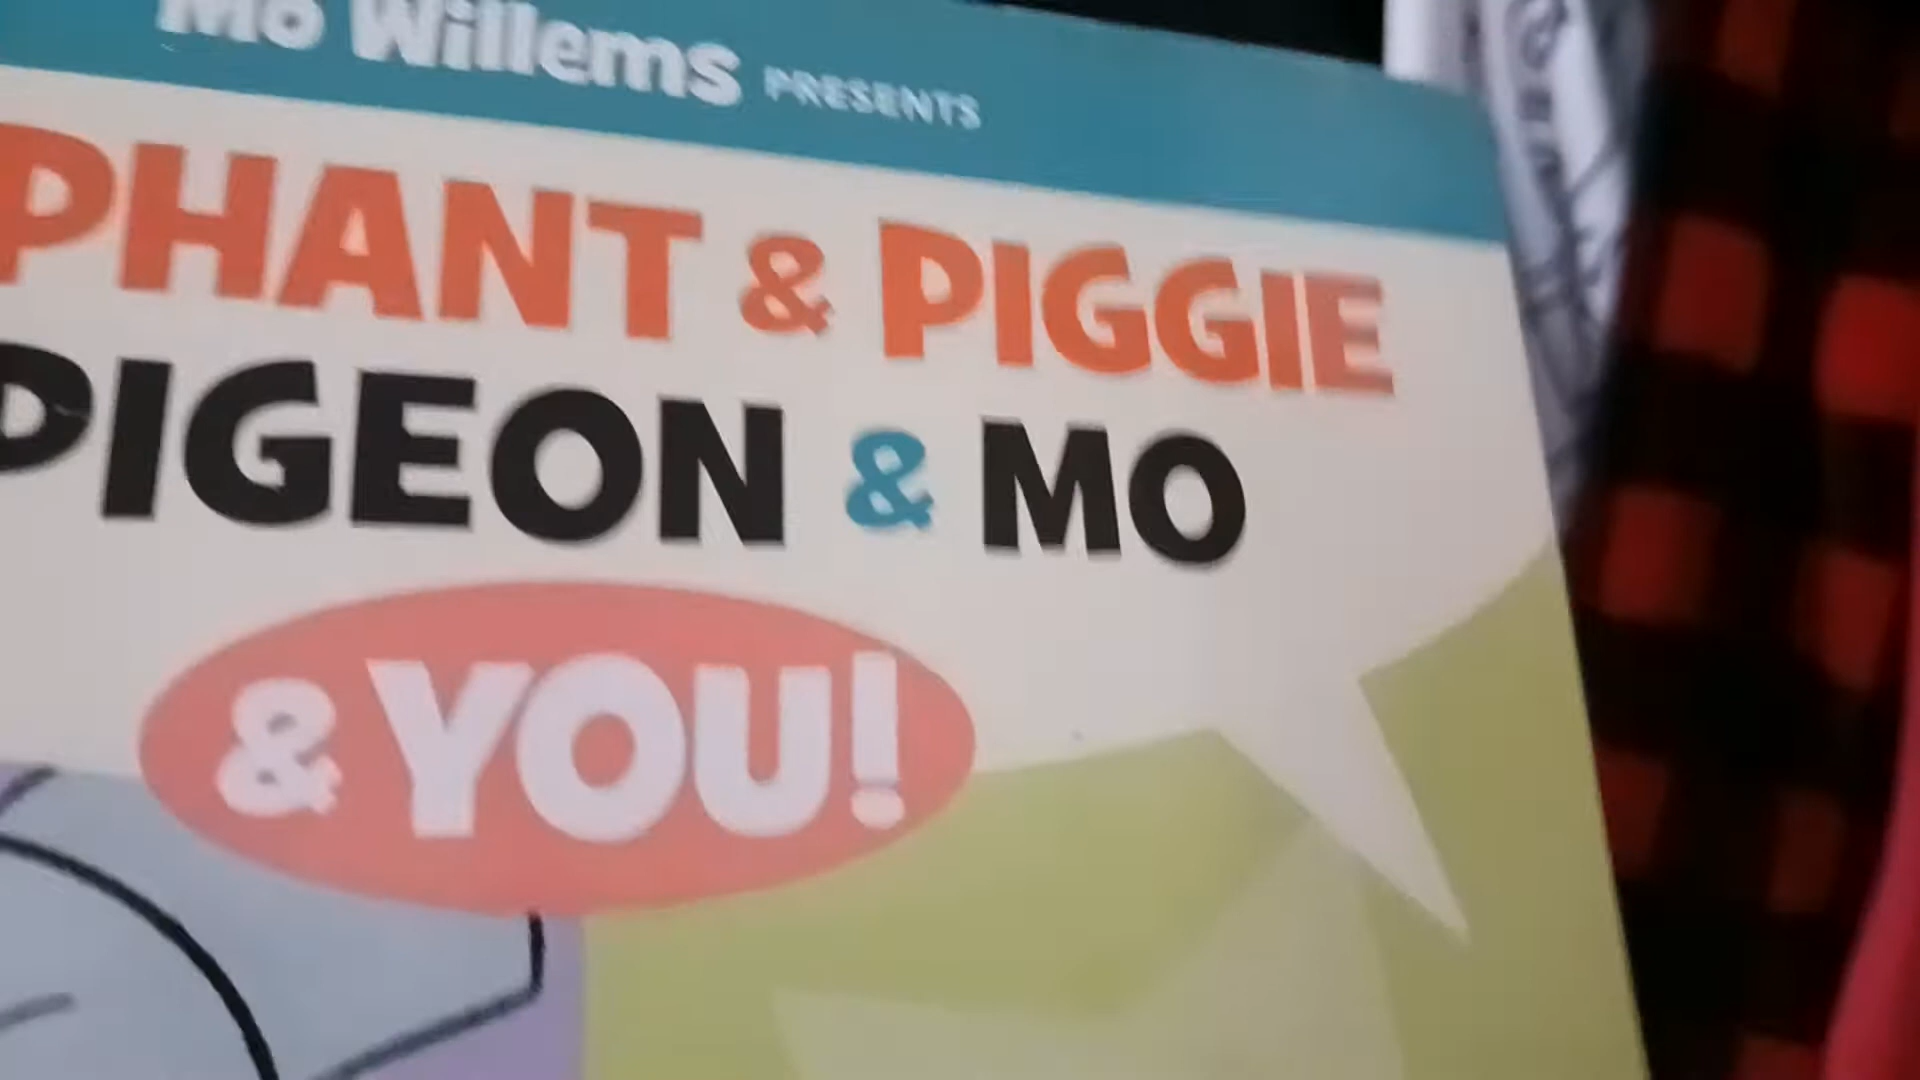 Mo Willems PRESENTS
PHANT & PIGGIE
PIGEON & MO
& YOU!